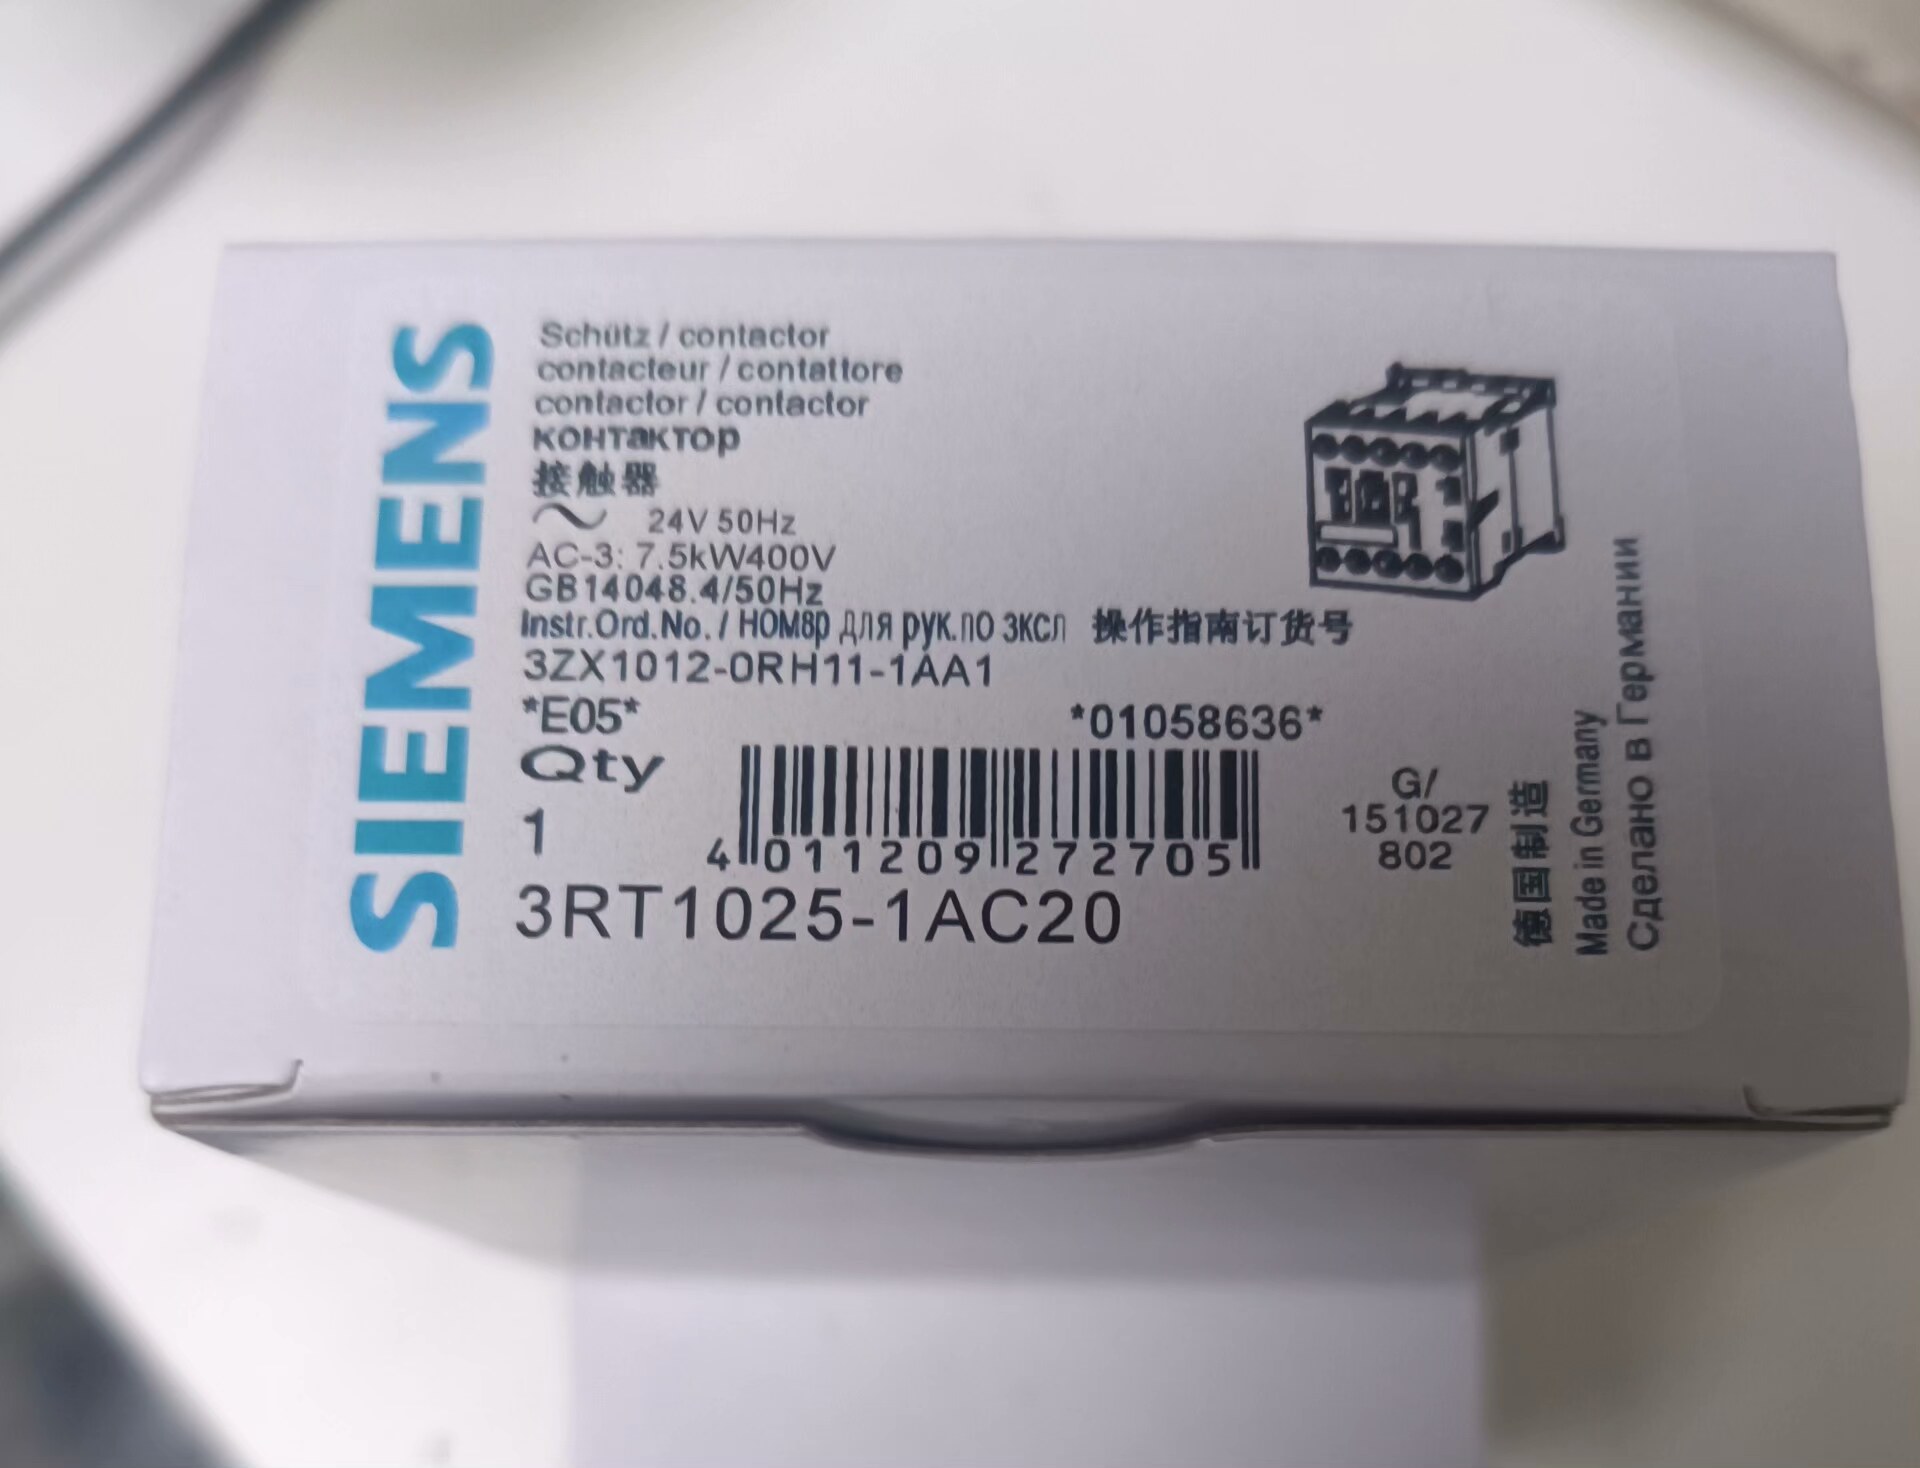 SIEMENS
Schütz / contactor
contacteur / contattore
contactor / contactor
КОНТаКТОР
接触器
24V 50Hz
AC-3: 7.5kW400V
GB14048.4/50Hz
Instr.Ord.No. / HOM8p для рук.по 3ксп 操作指南订货号
3ZX1012-0RH11-1AA1
*E05* *01058636*
Qty
1
4 011209 272705
3RT1025-1AC20
G/
151027
802
德国制造
Made in Germany
Сделано в Германии